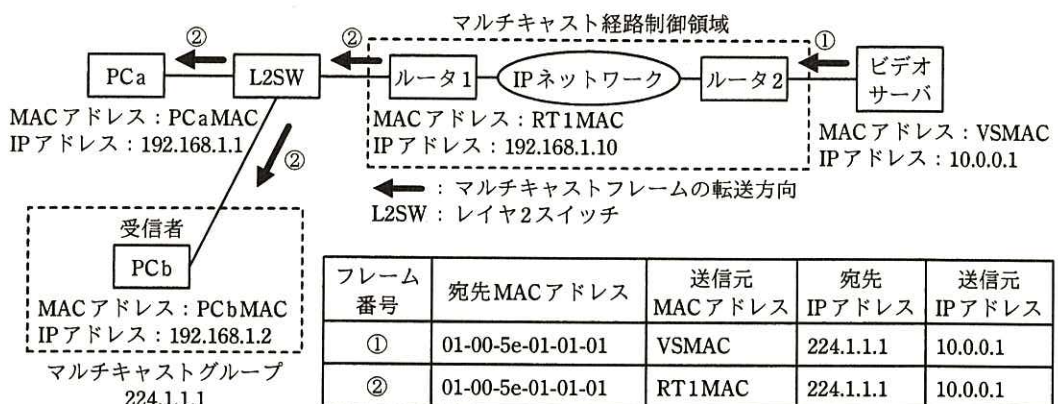 マルチキャスト経路制御領域
② ② ①
PCa L2SW ルータ1 IPネットワーク ルータ2 ビデオ
サーバ
MACアドレス：PCaMAC
IPアドレス：192.168.1.1
MACアドレス：RT1MAC
IPアドレス：192.168.1.10
MACアドレス：VSMAC
IPアドレス：10.0.0.1
②
：マルチキャストフレームの転送方向
L2SW：レイヤ2スイッチ
受信者
PCb
MACアドレス：PCbMAC
IPアドレス：192.168.1.2
マルチキャストグループ
224.1.1.1
フレーム番号 宛先MACアドレス 送信元MACアドレス 宛先IPアドレス 送信元IPアドレス
① 01-00-5e-01-01-01 VSMAC 224.1.1.1 10.0.0.1
② 01-00-5e-01-01-01 RT1MAC 224.1.1.1 10.0.0.1